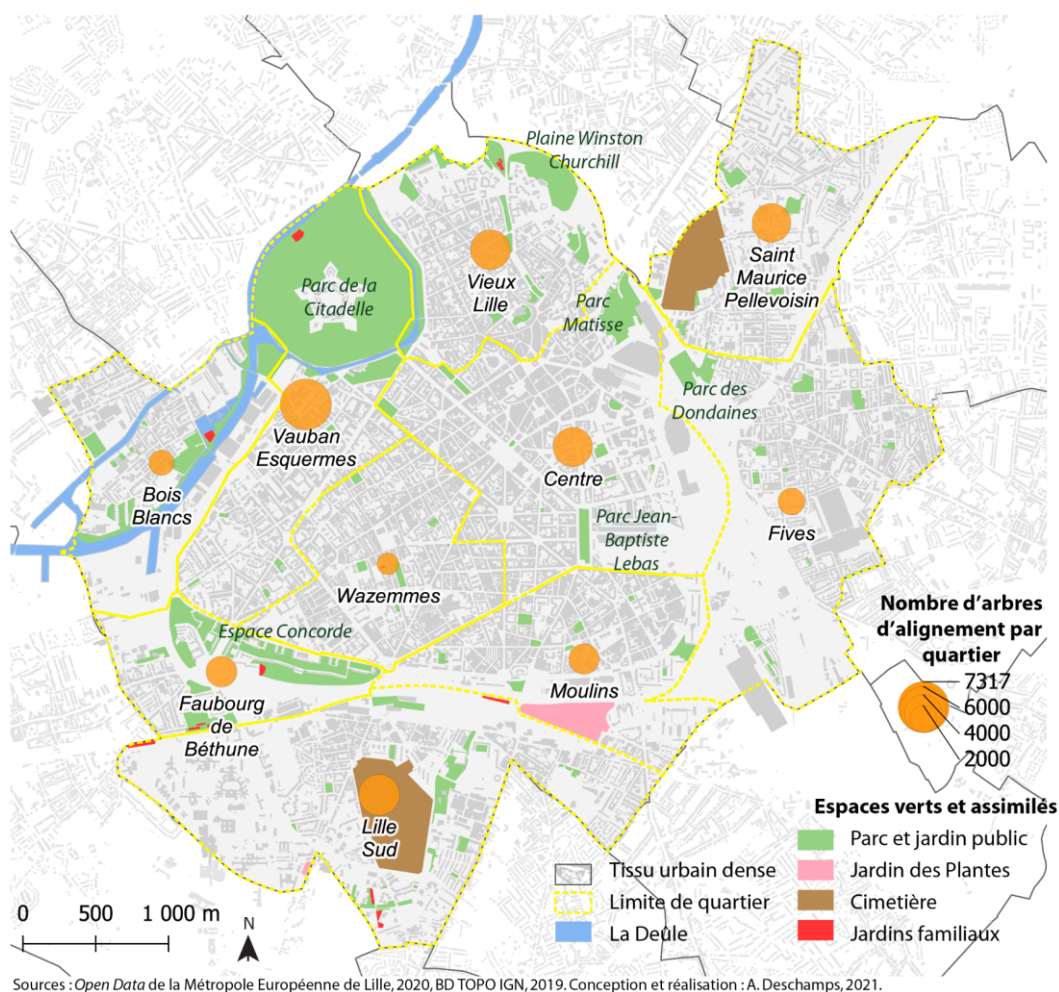 Plaine Winston
Churchill
Parc de la
Citadelle
Vieux
Lille
Saint
Maurice
Pellevoisin
Parc
Matisse
Parc des
Dondaines
Vauban
Esquermes
Bois
Blancs
Centre
Fives
Parc Jean-
Baptiste
Lebas
Wazemmes
Espace Concorde
Faubourg
de
Béthune
Moulins
Lille
Sud
Nombre d'arbres
d'alignement par
quartier
7317
6000
4000
2000
Espaces verts et assimilés
Parc et jardin public
Jardin des Plantes
Cimetière
Jardins familiaux
Tissu urbain dense
Limite de quartier
La Deûle
0 500 1 000 m
N
Sources : Open Data de la Métropole Européenne de Lille, 2020, BD TOPO IGN, 2019. Conception et réalisation : A. Deschamps, 2021.